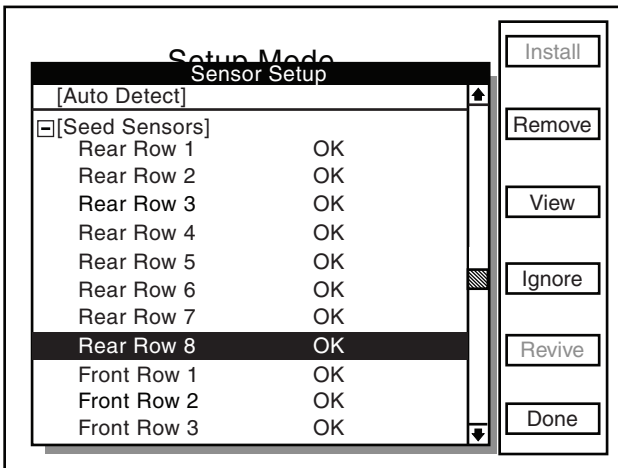 Setup Mode
Sensor Setup
[Auto Detect]
[Seed Sensors]
Rear Row 1 OK
Rear Row 2 OK
Rear Row 3 OK
Rear Row 4 OK
Rear Row 5 OK
Rear Row 6 OK
Rear Row 7 OK
Rear Row 8 OK
Front Row 1 OK
Front Row 2 OK
Front Row 3 OK
Install
Remove
View
Ignore
Revive
Done